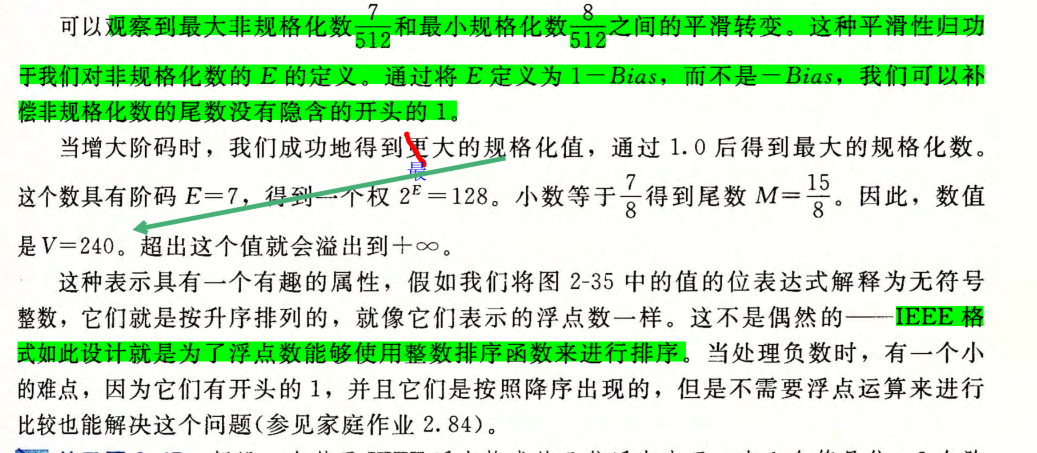 可以观察到最大非规格化数7/512和最小规格化数8/512之间的平滑转变。这种平滑性归功
于我们对非规格化数的 E 的定义。通过将 E 定义为 1－Bias，而不是－Bias，我们可以补
偿非规格化数的尾数没有隐含的开头的 1。
当增大阶码时，我们成功地得到更大的规格化值，通过 1.0 后得到最大的规格化数。
最
这个数具有阶码 E＝7，得到一个权 2^E＝128。小数等于7/8得到尾数 M＝15/8。因此，数值
是V＝240。超出这个值就会溢出到＋∞。
这种表示具有一个有趣的属性，假如我们将图 2-35 中的值的位表达式解释为无符号
整数，它们就是按升序排列的，就像它们表示的浮点数一样。这不是偶然的——IEEE 格
式如此设计就是为了浮点数能够使用整数排序函数来进行排序。当处理负数时，有一个小
的难点，因为它们有开头的 1，并且它们是按照降序出现的，但是不需要浮点运算来进行
比较也能解决这个问题(参见家庭作业 2.84)。